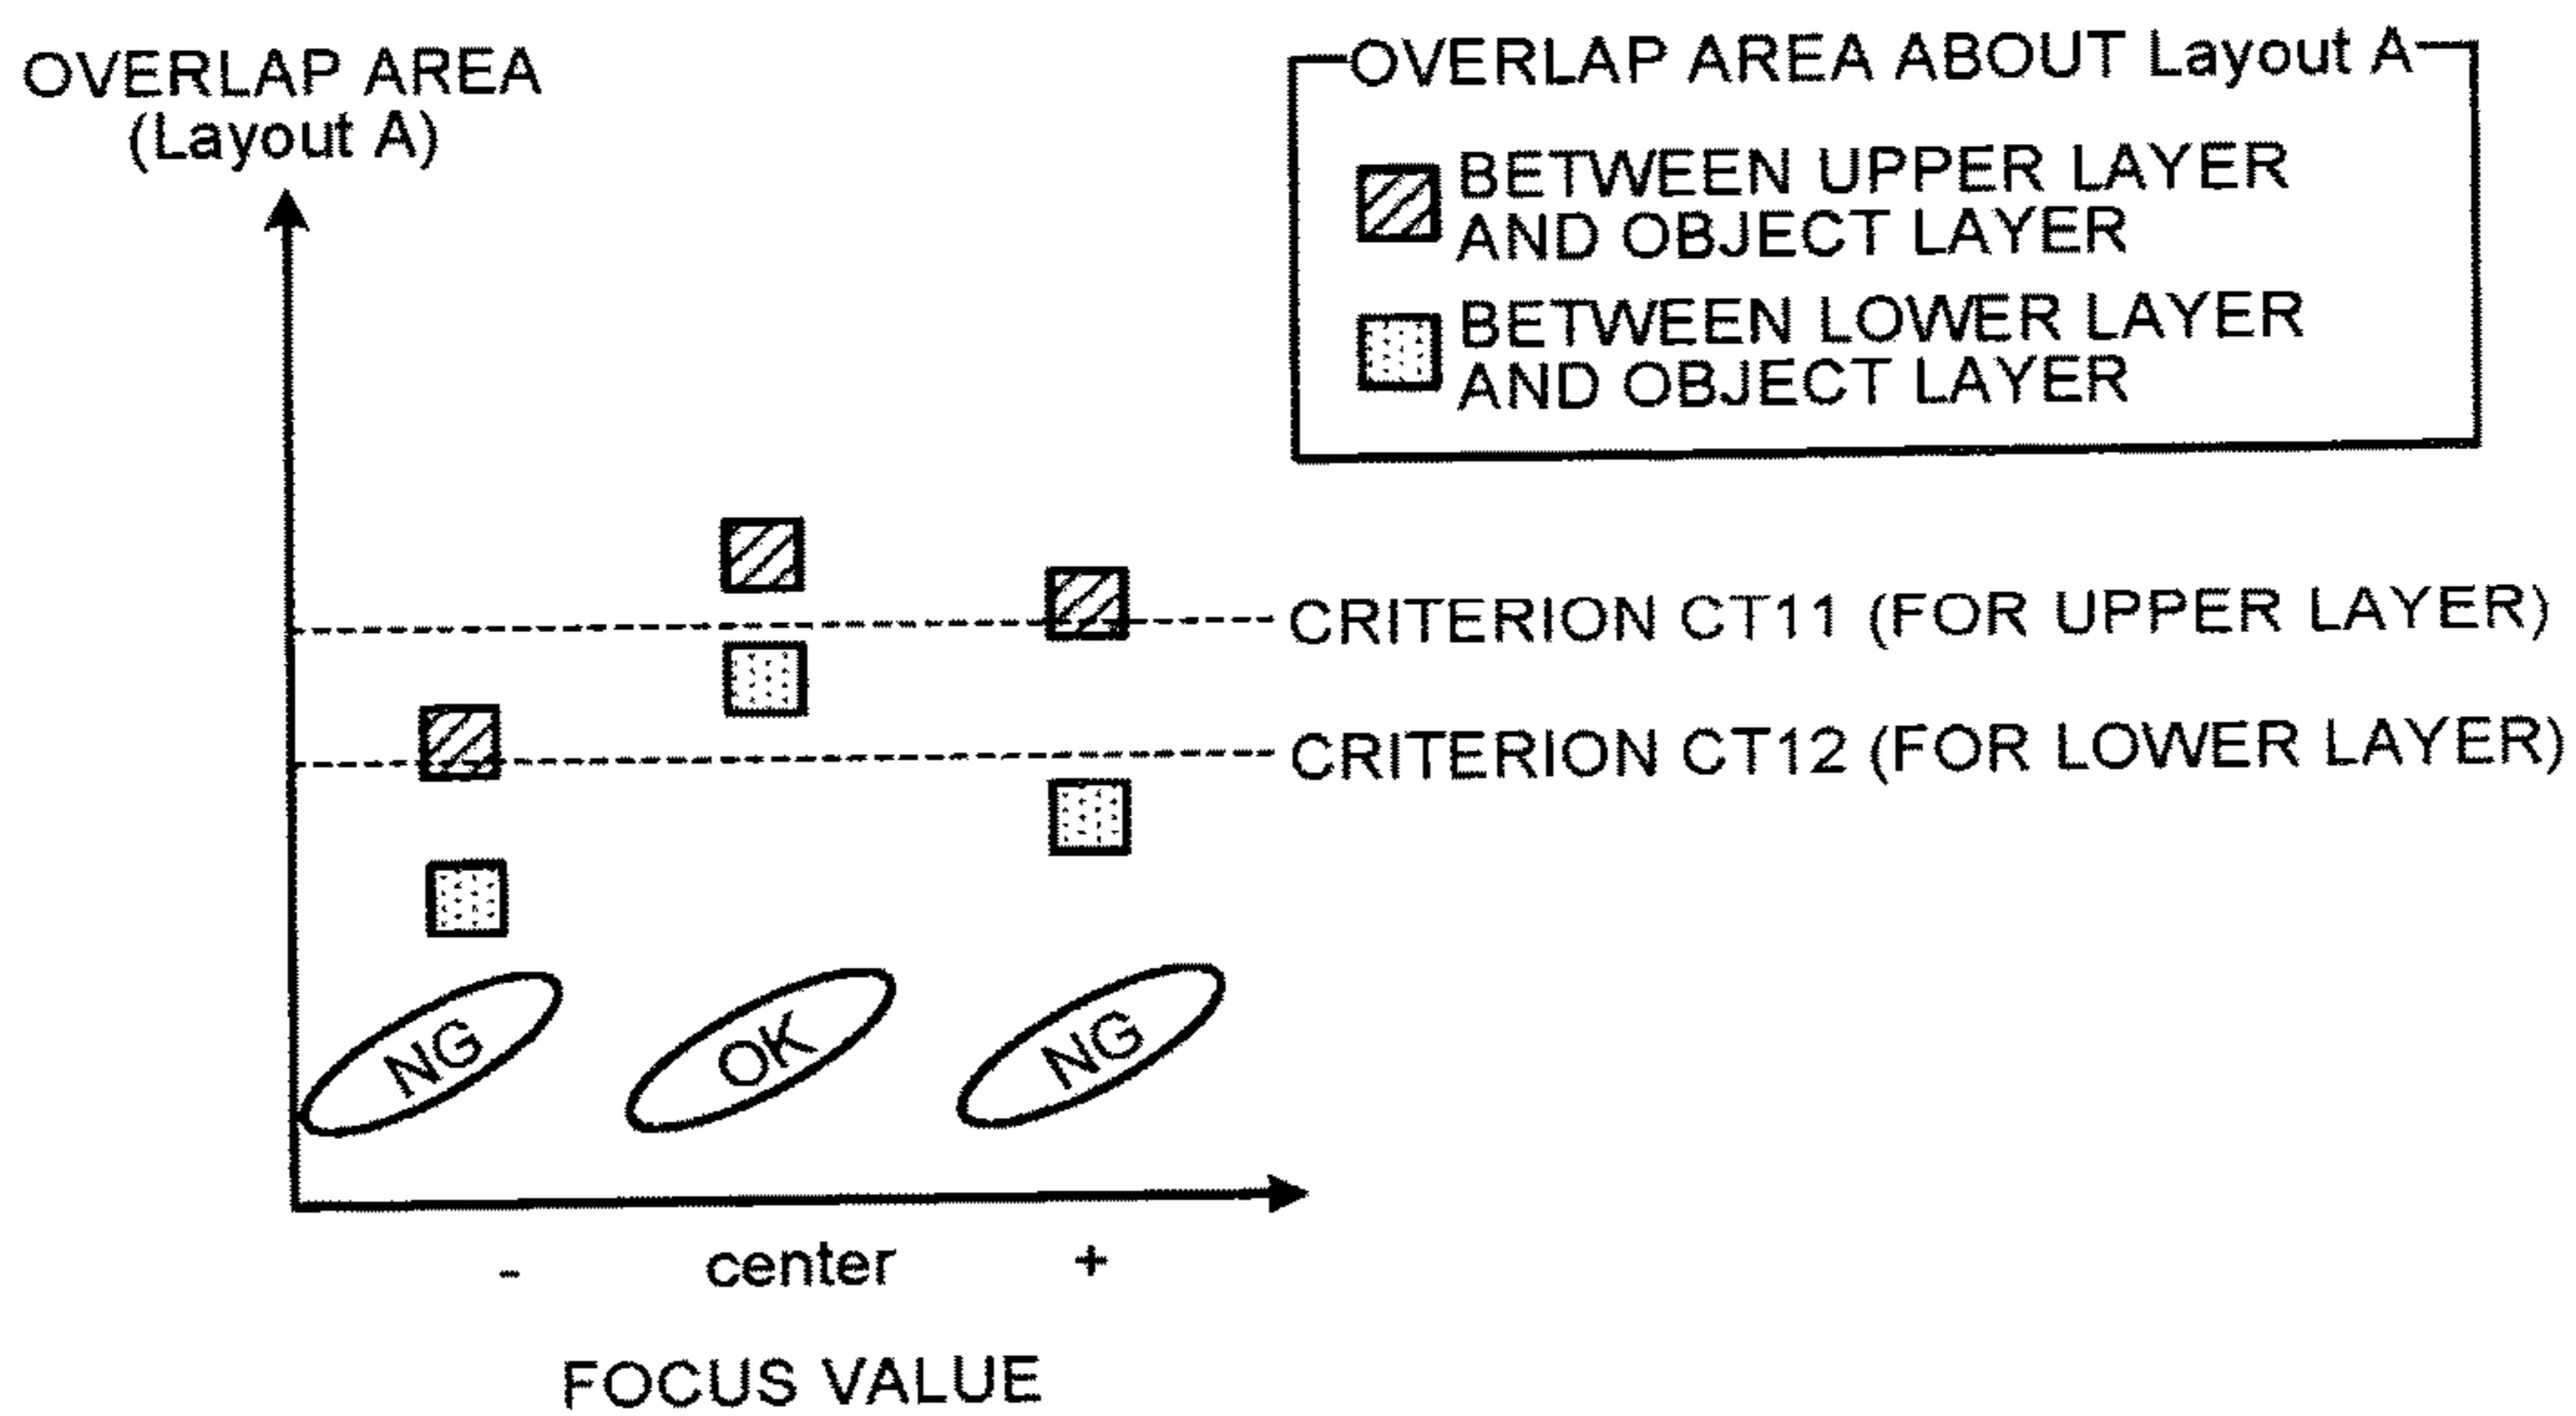 OVERLAP AREA
(Layout A)
OVERLAP AREA ABOUT Layout A
BETWEEN UPPER LAYER
AND OBJECT LAYER
BETWEEN LOWER LAYER
AND OBJECT LAYER
CRITERION CT11 (FOR UPPER LAYER)
CRITERION CT12 (FOR LOWER LAYER)
NG
OK
NG
-
center
+
FOCUS VALUE